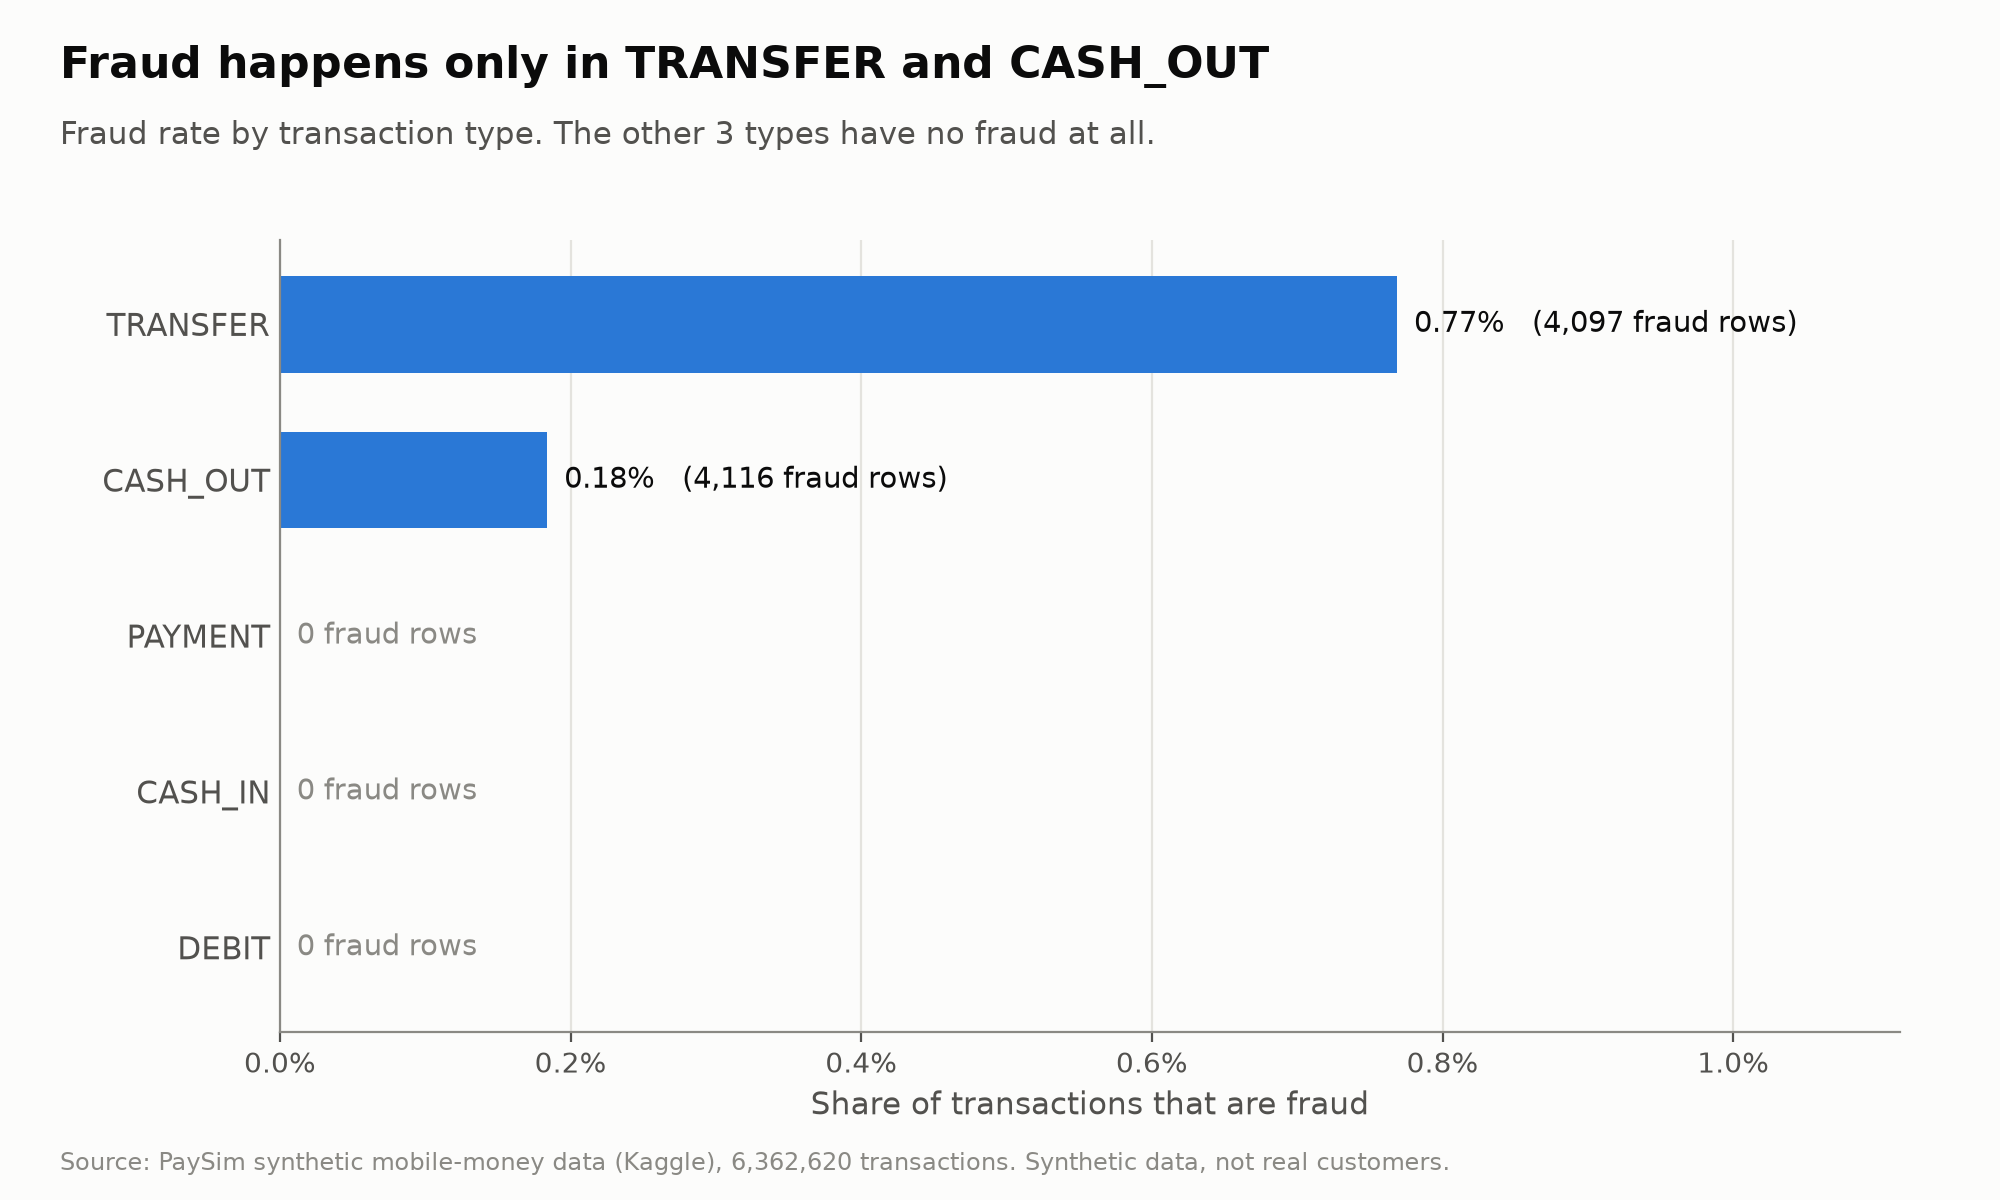 Fraud happens only in TRANSFER and CASH_OUT
Fraud rate by transaction type. The other 3 types have no fraud at all.
TRANSFER 0.77% (4,097 fraud rows)
CASH_OUT 0.18% (4,116 fraud rows)
PAYMENT 0 fraud rows
CASH_IN 0 fraud rows
DEBIT 0 fraud rows
0.0% 0.2% 0.4% 0.6% 0.8% 1.0%
Share of transactions that are fraud
Source: PaySim synthetic mobile-money data (Kaggle), 6,362,620 transactions. Synthetic data, not real customers.